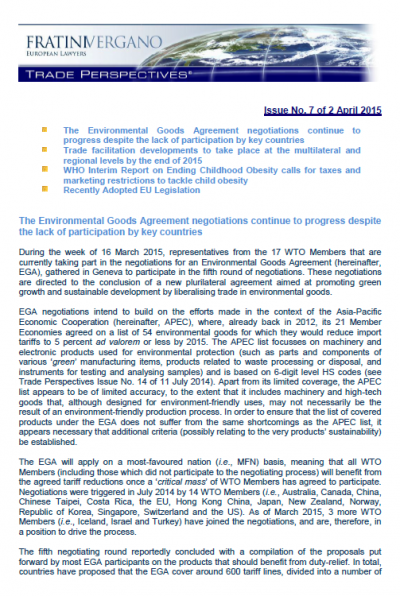 FRATINIVERGANO
EUROPEAN LAWYERS
TRADE PERSPECTIVES®
Issue No. 7 of 2 April 2015
The Environmental Goods Agreement negotiations continue to
progress despite the lack of participation by key countries
Trade facilitation developments to take place at the multilateral and
regional levels by the end of 2015
WHO Interim Report on Ending Childhood Obesity calls for taxes and
marketing restrictions to tackle child obesity
Recently Adopted EU Legislation
The Environmental Goods Agreement negotiations continue to progress despite
the lack of participation by key countries
During the week of 16 March 2015, representatives from the 17 WTO Members that are
currently taking part in the negotiations for an Environmental Goods Agreement (hereinafter,
EGA), gathered in Geneva to participate in the fifth round of negotiations. These negotiations
are directed to the conclusion of a new plurilateral agreement aimed at promoting green
growth and sustainable development by liberalising trade in environmental goods.
EGA negotiations intend to build on the efforts made in the context of the Asia-Pacific
Economic Cooperation (hereinafter, APEC), where, already back in 2012, its 21 Member
Economies agreed on a list of 54 environmental goods for which they would reduce import
tariffs to 5 percent ad valorem or less by 2015. The APEC list focusses on machinery and
electronic products used for environmental protection (such as parts and components of
various 'green' manufacturing items, products related to waste processing or disposal, and
instruments for testing and analysing samples) and is based on 6-digit level HS codes (see
Trade Perspectives Issue No. 14 of 11 July 2014). Apart from its limited coverage, the APEC
list appears to be of limited accuracy, to the extent that it includes machinery and high-tech
goods that, although designed for environment-friendly uses, may not necessarily be the
result of an environment-friendly production process. In order to ensure that the list of covered
products under the EGA does not suffer from the same shortcomings as the APEC list, it
appears necessary that additional criteria (possibly relating to the very products' sustainability)
be established.
The EGA will apply on a most-favoured nation (i.e., MFN) basis, meaning that all WTO
Members (including those which did not participate to the negotiating process) will benefit from
the agreed tariff reductions once a 'critical mass' of WTO Members has agreed to participate.
Negotiations were triggered in July 2014 by 14 WTO Members (i.e., Australia, Canada, China,
Chinese Taipei, Costa Rica, the EU, Hong Kong China, Japan, New Zealand, Norway,
Republic of Korea, Singapore, Switzerland and the US). As of March 2015, 3 more WTO
Members (i.e., Iceland, Israel and Turkey) have joined the negotiations, and are, therefore, in
a position to drive the process.
The fifth negotiating round reportedly concluded with a compilation of the proposals put
forward by most EGA participants on the products that should benefit from duty-relief. In total,
countries have proposed that the EGA cover around 600 tariff lines, divided into a number of